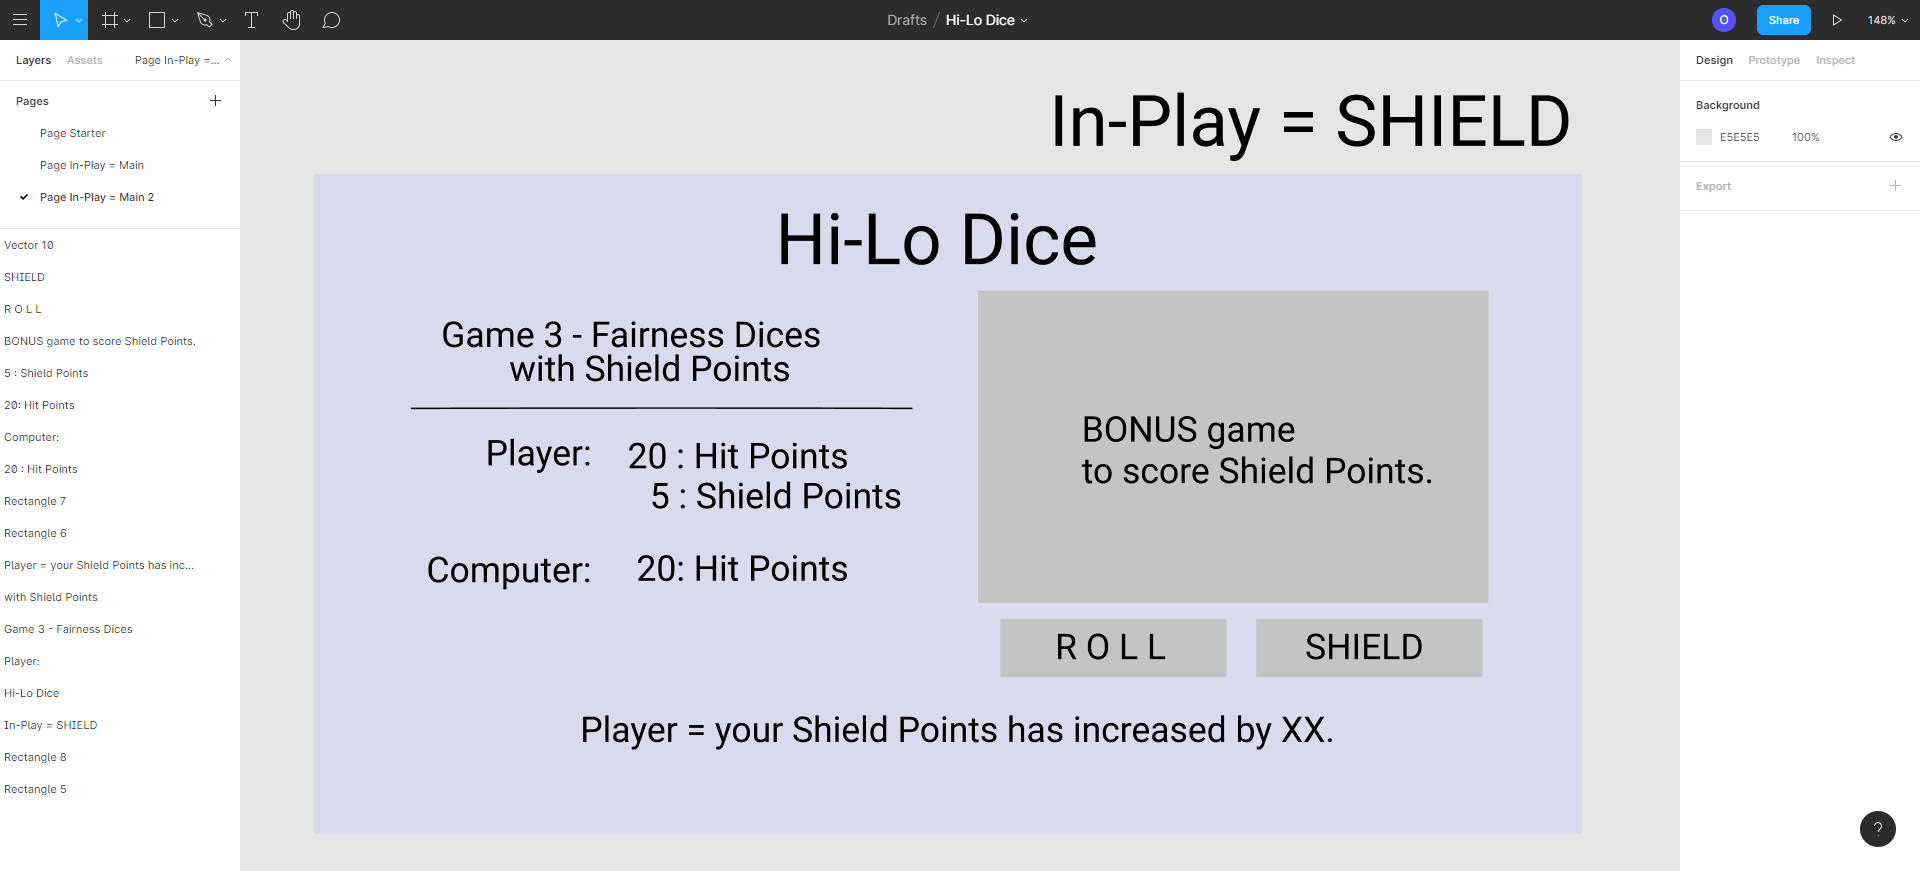 Drafts / Hi-Lo Dice
O
Share
148%
Layers
Assets
Page In-Play =...
Pages
Page Starter
Page In-Play = Main
Page In-Play = Main 2
Vector 10
SHIELD
R O L L
BONUS game to score Shield Points.
5 : Shield Points
20: Hit Points
Computer:
20 : Hit Points
Rectangle 7
Rectangle 6
Player = your Shield Points has inc...
with Shield Points
Game 3 - Fairness Dices
Player:
Hi-Lo Dice
In-Play = SHIELD
Rectangle 8
Rectangle 5
In-Play = SHIELD
Hi-Lo Dice
Game 3 - Fairness Dices
with Shield Points
Player: 20 : Hit Points
5 : Shield Points
Computer: 20: Hit Points
BONUS game
to score Shield Points.
R O L L
SHIELD
Player = your Shield Points has increased by XX.
Design
Prototype
Inspect
Background
E5E5E5
100%
Export
?